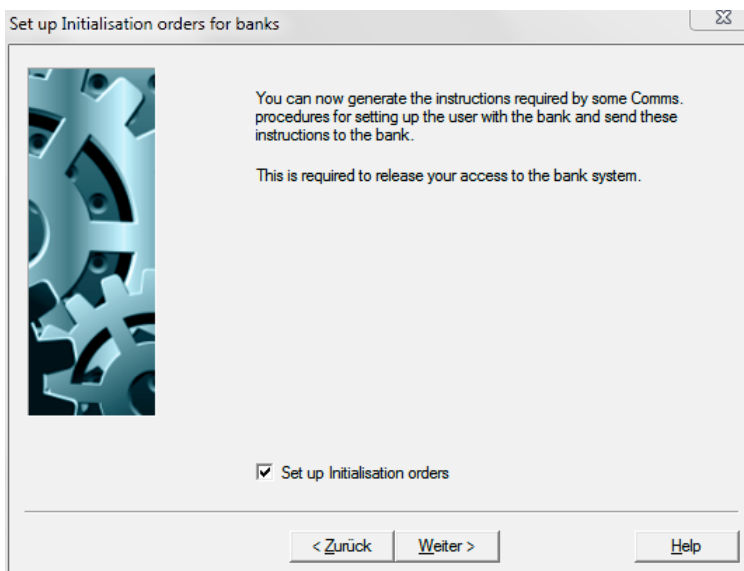 Set up Initialisation orders for banks
You can now generate the instructions required by some Comms.
procedures for setting up the user with the bank and send these
instructions to the bank.
This is required to release your access to the bank system.
Set up Initialisation orders
< Zurück
Weiter >
Help